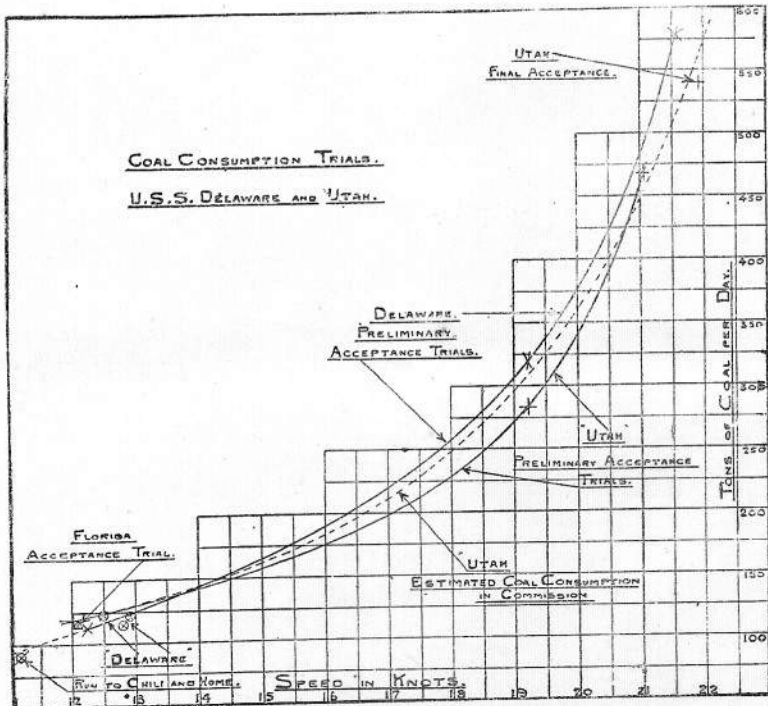 600
UTAH
FINAL ACCEPTANCE.
550
COAL CONSUMPTION TRIALS.
500
U.S.S. DELAWARE AND UTAH.
450
400
DELAWARE.
PRELIMINARY
ACCEPTANCE TRIALS.
350
TONS OF COAL PER DAY.
300
"UTAH"
PRELIMINARY ACCEPTANCE
TRIALS.
250
200
FLORIDA
ACCEPTANCE TRIAL.
UTAH
ESTIMATED COAL CONSUMPTION
IN COMMISSION
150
100
"DELAWARE"
RUN TO CHILI AND HOME.
SPEED IN KNOTS.
12 13 14 15 16 17 18 19 20 21 22